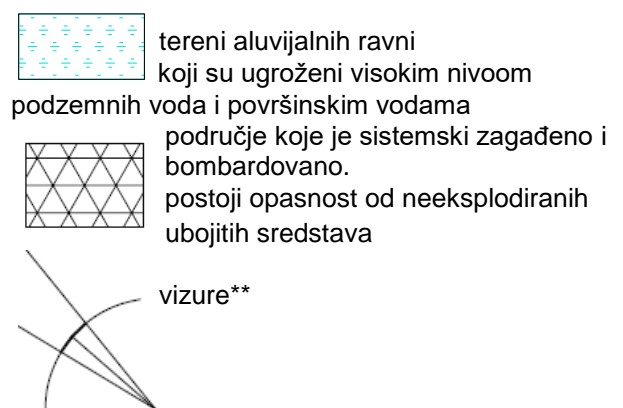 tereni aluvijalnih ravni
koji su ugroženi visokim nivoom
podzemnih voda i površinskim vodama
područje koje je sistemski zagađeno i
bombardovano.
postoji opasnost od neeksplodiranih
ubojitih sredstava
vizure**